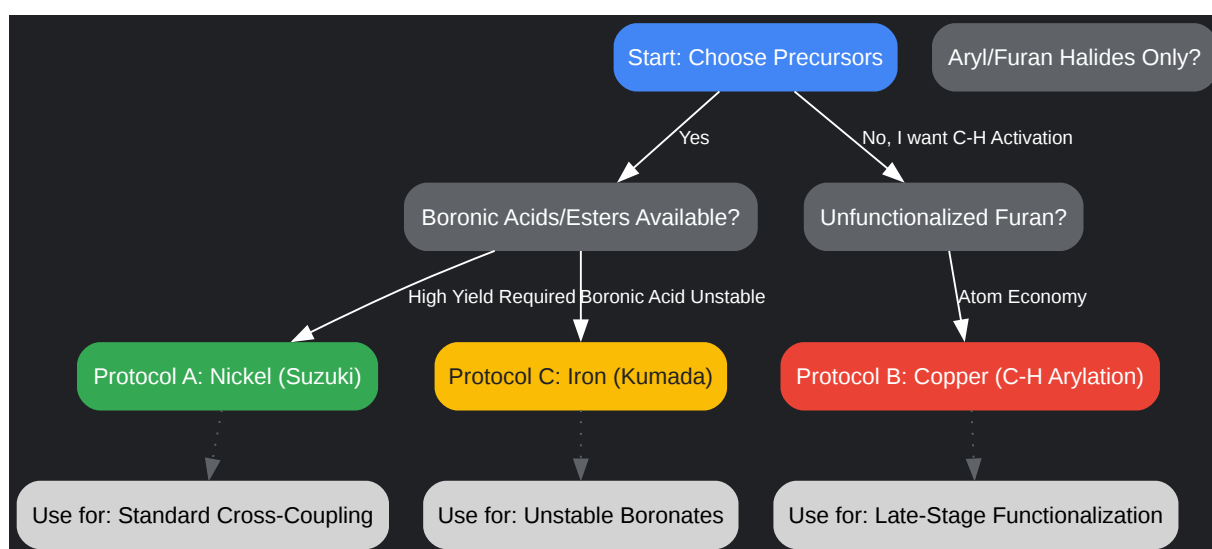 Start: Choose Precursors
Aryl/Furan Halides Only?
Yes
No, I want C-H Activation
Boronic Acids/Esters Available?
Unfunctionalized Furan?
High Yield Required
Boronic Acid Unstable
Atom Economy
Protocol A: Nickel (Suzuki)
Protocol C: Iron (Kumada)
Protocol B: Copper (C-H Arylation)
Use for: Standard Cross-Coupling
Use for: Unstable Boronates
Use for: Late-Stage Functionalization